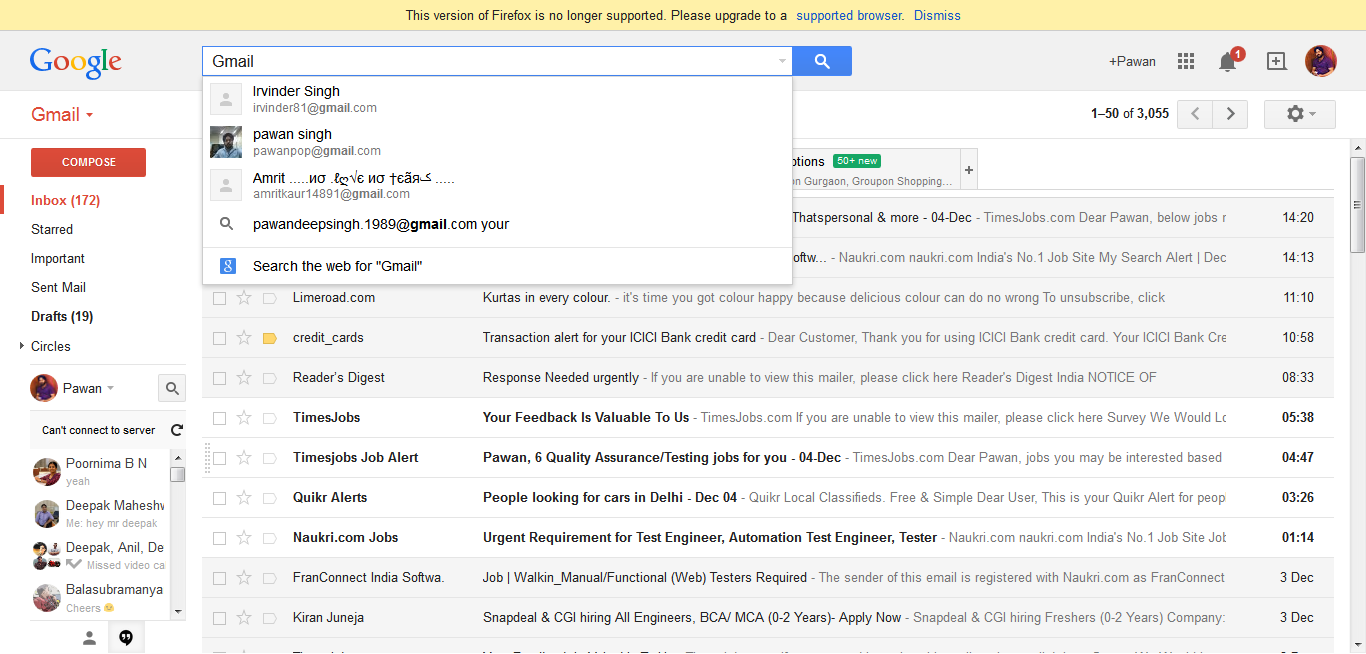 This version of Firefox is no longer supported. Please upgrade to a supported browser. Dismiss
Google
Gmail
+Pawan
1
Gmail
1–50 of 3,055
COMPOSE
Inbox (172)
Starred
Important
Sent Mail
Drafts (19)
Circles
Pawan
Can't connect to server
Poornima B N
yeah
Deepak Maheshw
Me: hey mr deepak
Deepak, Anil, De
Missed video ca
Balasubramanya
Cheers
Irvinder Singh
irvinder81@gmail.com
pawan singh
pawanpop@gmail.com
Amrit
amritkaur14891@gmail.com
pawandeepsingh.1989@gmail.com your
Search the web for "Gmail"
otions 50+ new
on Gurgaon, Groupon Shopping...
+
Thatspersonal & more - 04-Dec - TimesJobs.com Dear Pawan, below jobs r 14:20
oftw... - Naukri.com naukri.com India's No.1 Job Site My Search Alert | Dec 14:13
Limeroad.com Kurtas in every colour. - it's time you got colour happy because delicious colour can do no wrong To unsubscribe, click 11:10
credit_cards Transaction alert for your ICICI Bank credit card - Dear Customer, Thank you for using ICICI Bank credit card. Your ICICI Bank Cre 10:58
Reader's Digest Response Needed urgently - If you are unable to view this mailer, please click here Reader's Digest India NOTICE OF 08:33
TimesJobs Your Feedback Is Valuable To Us - TimesJobs.com If you are unable to view this mailer, please click here Survey We Would Lo 05:38
Timesjobs Job Alert Pawan, 6 Quality Assurance/Testing jobs for you - 04-Dec - TimesJobs.com Dear Pawan, jobs you may be interested based 04:47
Quikr Alerts People looking for cars in Delhi - Dec 04 - Quikr Local Classifieds. Free & Simple Dear User, This is your Quikr Alert for peopl 03:26
Naukri.com Jobs Urgent Requirement for Test Engineer, Automation Test Engineer, Tester - Naukri.com naukri.com India's No.1 Job Site Job 01:14
FranConnect India Softwa. Job | Walkin_Manual/Functional (Web) Testers Required - The sender of this email is registered with Naukri.com as FranConnect 3 Dec
Kiran Juneja Snapdeal & CGI hiring All Engineers, BCA/ MCA (0-2 Years)- Apply Now - Snapdeal & CGI hiring Freshers (0-2 Years) Company: 3 Dec